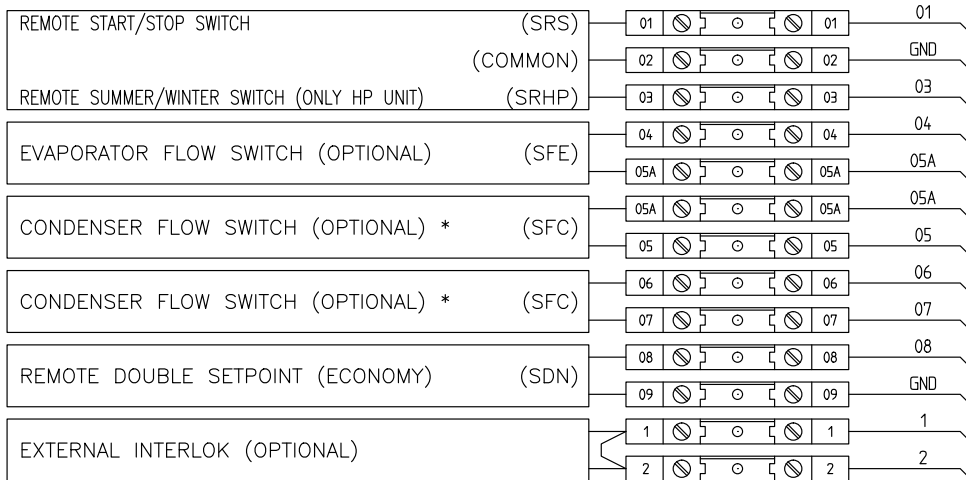 REMOTE START/STOP SWITCH (SRS) 01 01 01
(COMMON) 02 02 GND
REMOTE SUMMER/WINTER SWITCH (ONLY HP UNIT) (SRHP) 03 03 03
04 04 04
EVAPORATOR FLOW SWITCH (OPTIONAL) (SFE)
05A 05A 05A
05A 05A 05A
CONDENSER FLOW SWITCH (OPTIONAL) * (SFC)
05 05 05
06 06 06
CONDENSER FLOW SWITCH (OPTIONAL) * (SFC)
07 07 07
08 08 08
REMOTE DOUBLE SETPOINT (ECONOMY) (SDN)
09 09 GND
1 1 1
EXTERNAL INTERLOK (OPTIONAL)
2 2 2